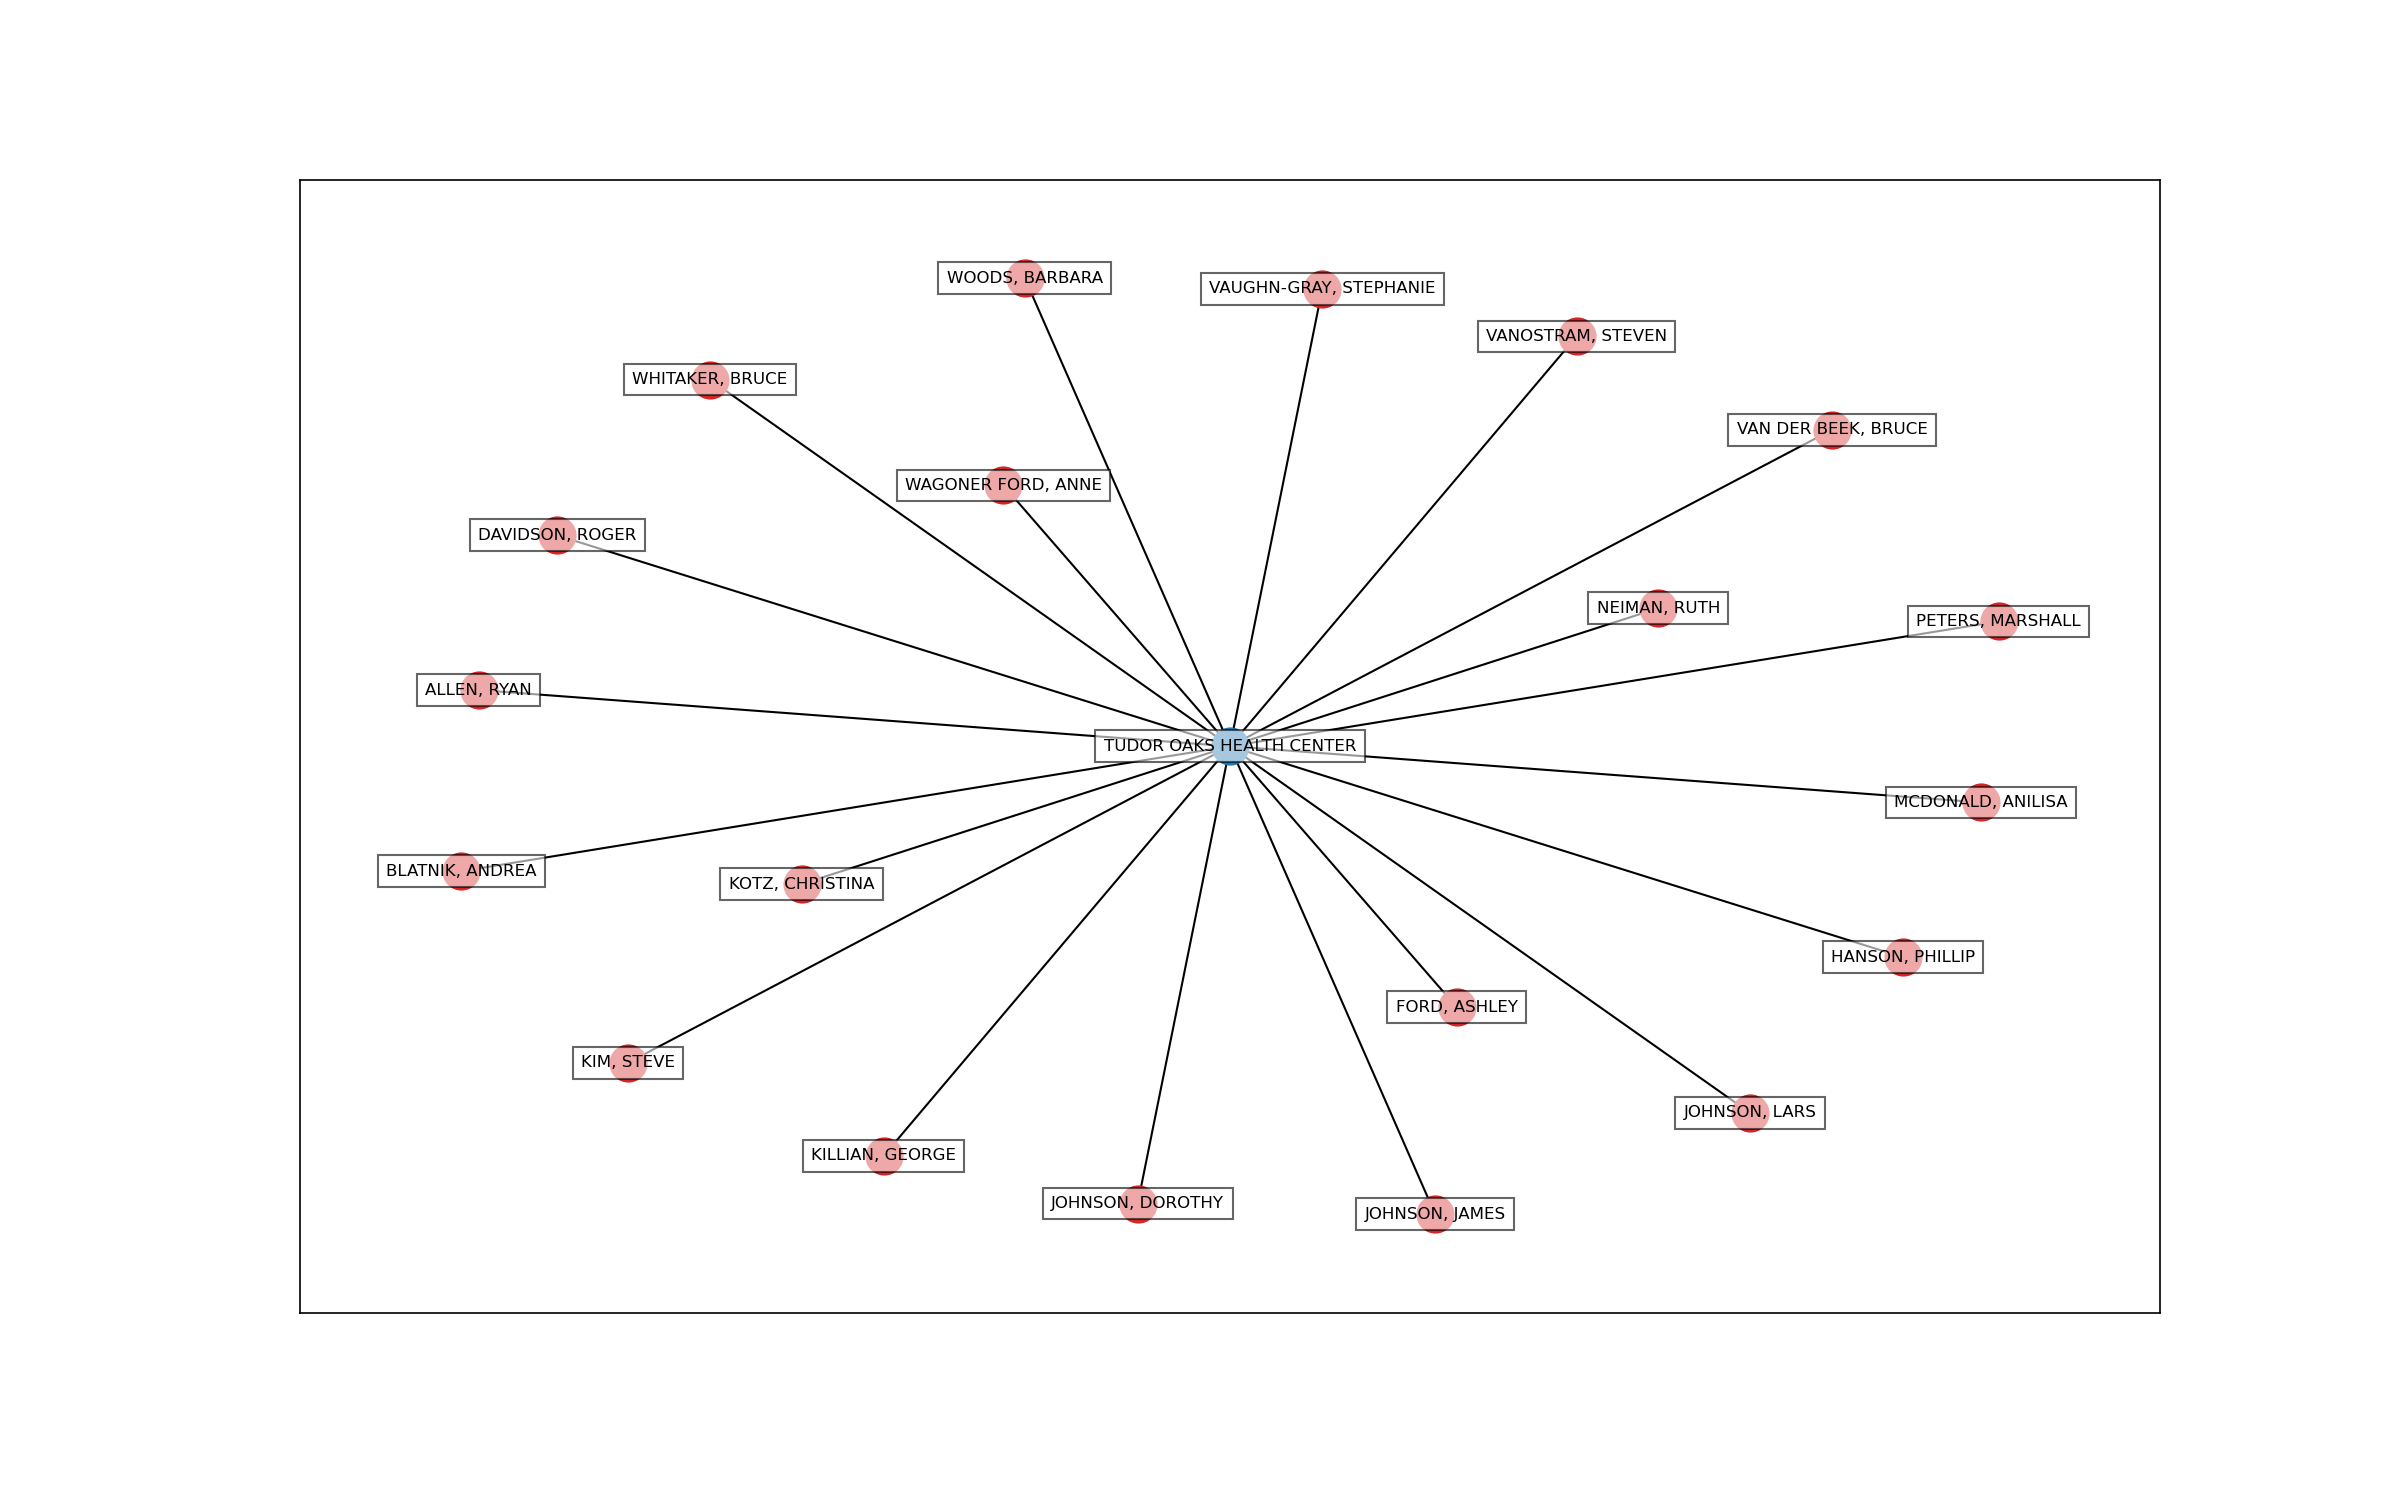 WOODS, BARBARA
VAUGHN-GRAY, STEPHANIE
VANOSTRAM, STEVEN
WHITAKER, BRUCE
VAN DER BEEK, BRUCE
WAGONER FORD, ANNE
DAVIDSON, ROGER
NEIMAN, RUTH
PETERS, MARSHALL
ALLEN, RYAN
TUDOR OAKS HEALTH CENTER
MCDONALD, ANILISA
BLATNIK, ANDREA
KOTZ, CHRISTINA
HANSON, PHILLIP
FORD, ASHLEY
KIM, STEVE
JOHNSON, LARS
KILLIAN, GEORGE
JOHNSON, DOROTHY
JOHNSON, JAMES